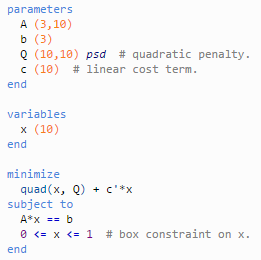 parameters
A (3,10)
b (3)
Q (10,10) psd # quadratic penalty.
c (10) # linear cost term.
end
variables
x (10)
end
minimize
quad(x, Q) + c'*x
subject to
A*x == b
0 <= x <= 1 # box constraint on x.
end